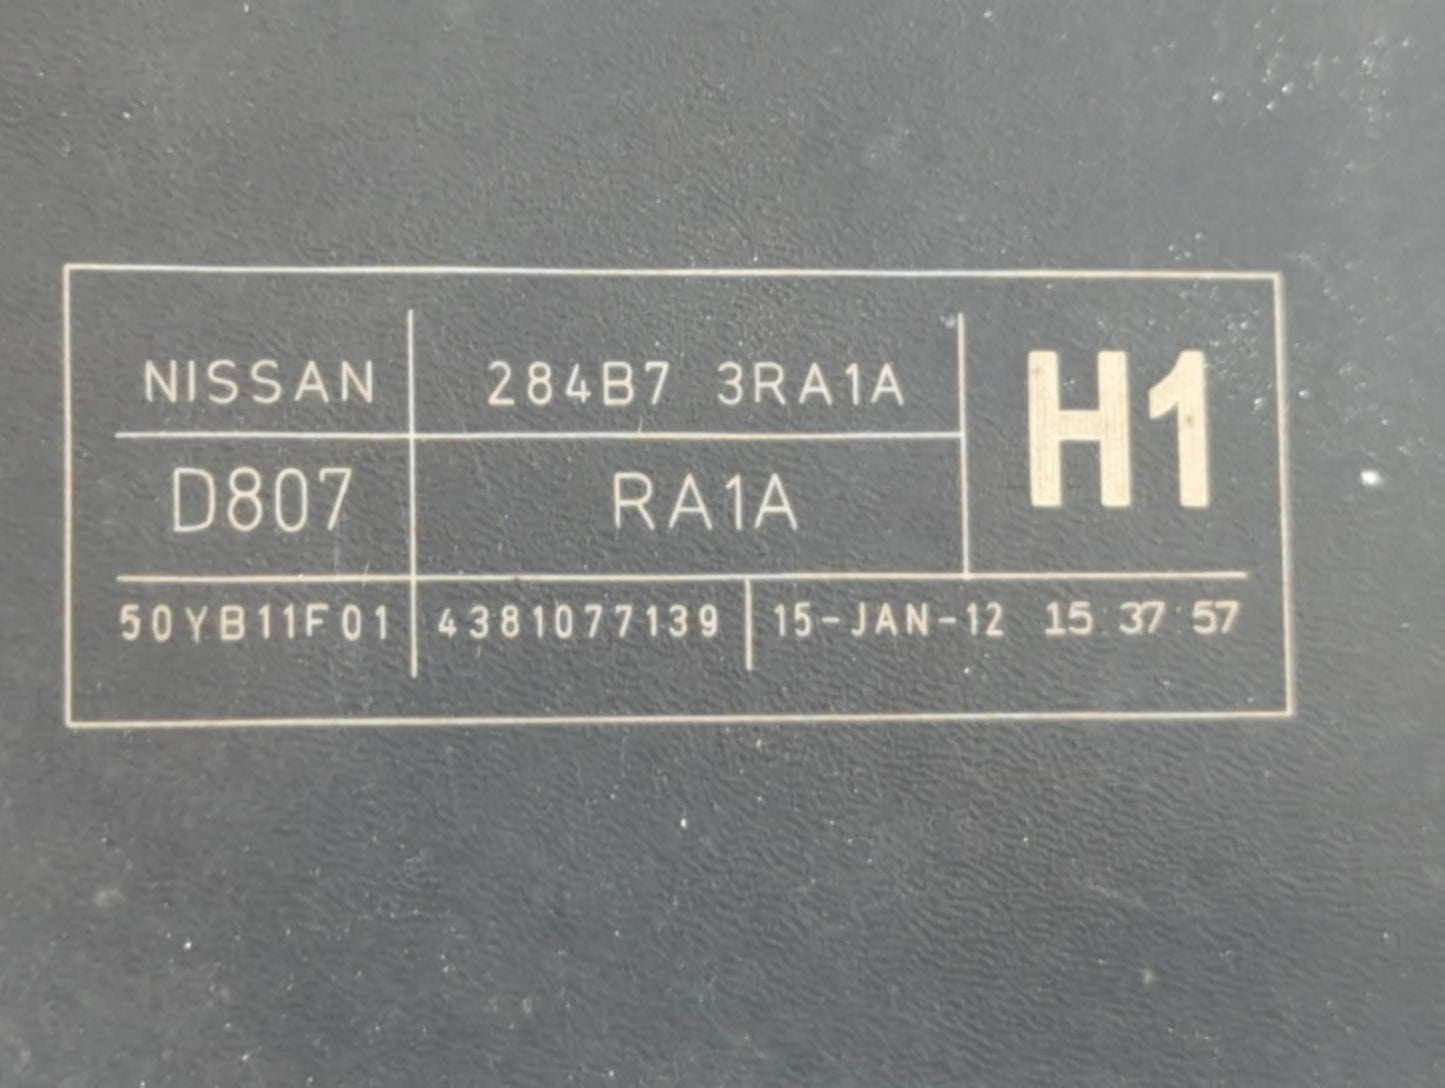 NISSAN 284B7 3RA1A H1
D807 RA1A
50YB11F01 4381077139 15-JAN-12 15:37:57